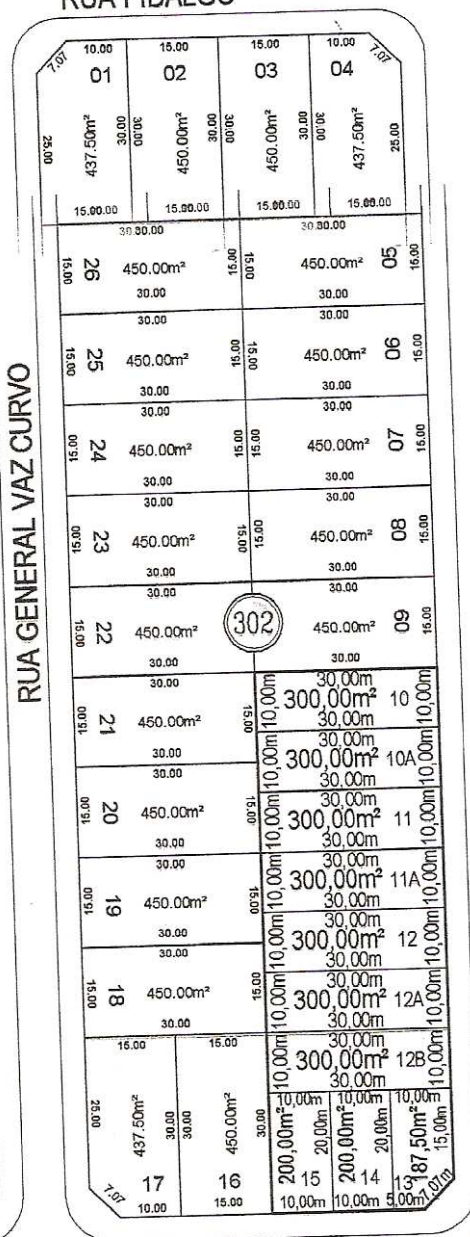 RUA FIDALGO
7.07 10.00 15.00 15.00 10.00 7.07
01 02 03 04
25.00 437.50m² 30.00 30.00 450.00m² 30.00 30.00 450.00m² 30.00 30.00 437.50m² 25.00
15.00.00 15.00.00 15.00.00 15.00.00
30.30.00 30.30.00
15.00 26 450.00m² 15.00 15.00 450.00m² 05 15.00
30.00 30.00
30.00 30.00
15.00 25 450.00m² 15.00 15.00 450.00m² 06 15.00
30.00 30.00
30.00 30.00
15.00 24 450.00m² 15.00 15.00 450.00m² 07 15.00
30.00 30.00
30.00 30.00
15.00 23 450.00m² 15.00 15.00 450.00m² 08 15.00
30.00 30.00
30.00 30.00
15.00 22 450.00m² 302 450.00m² 09 15.00
30.00 30.00
RUA GENERAL VAZ CURVO
30.00
15.00 21 450.00m² 15.00
30.00
30.00
15.00 20 450.00m² 15.00
30.00
30.00
15.00 19 450.00m² 15.00
30.00
30.00
15.00 18 450.00m² 15.00
30.00
30,00m
10,00m 300,00m² 10 10,00m
30,00m
30,00m
10,00m 300,00m² 10A 10,00m
30,00m
30,00m
10,00m 300,00m² 11 10,00m
30,00m
30,00m
10,00m 300,00m² 11A 10,00m
30,00m
30,00m
10,00m 300,00m² 12 10,00m
30,00m
30,00m
10,00m 300,00m² 12A 10,00m
30,00m
30,00m
10,00m 300,00m² 12B 10,00m
30,00m
15.00 15.00 10,00m 10,00m 10,00m
25.00 437.50m² 30.00 30.00 450.00m² 30.00 200,00m² 20,00m 200,00m² 20,00m 187,50m² 15,00m
7.07 17 16 15 14 13 7,07m
10.00 15.00 10,00m 10,00m 5,00m